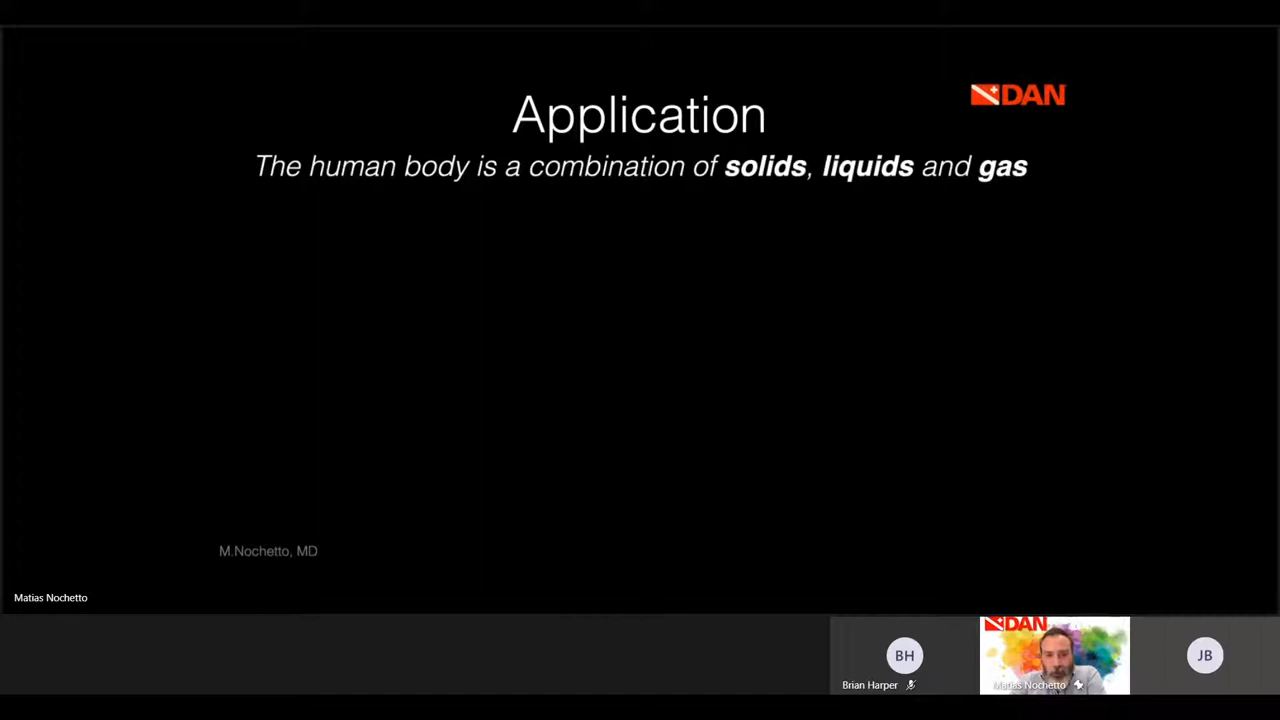 Application
DAN
The human body is a combination of solids, liquids and gas
M.Nochetto, MD
Matias Nochetto
DAN
BH
JB
Brian Harper
Matias Nochetto